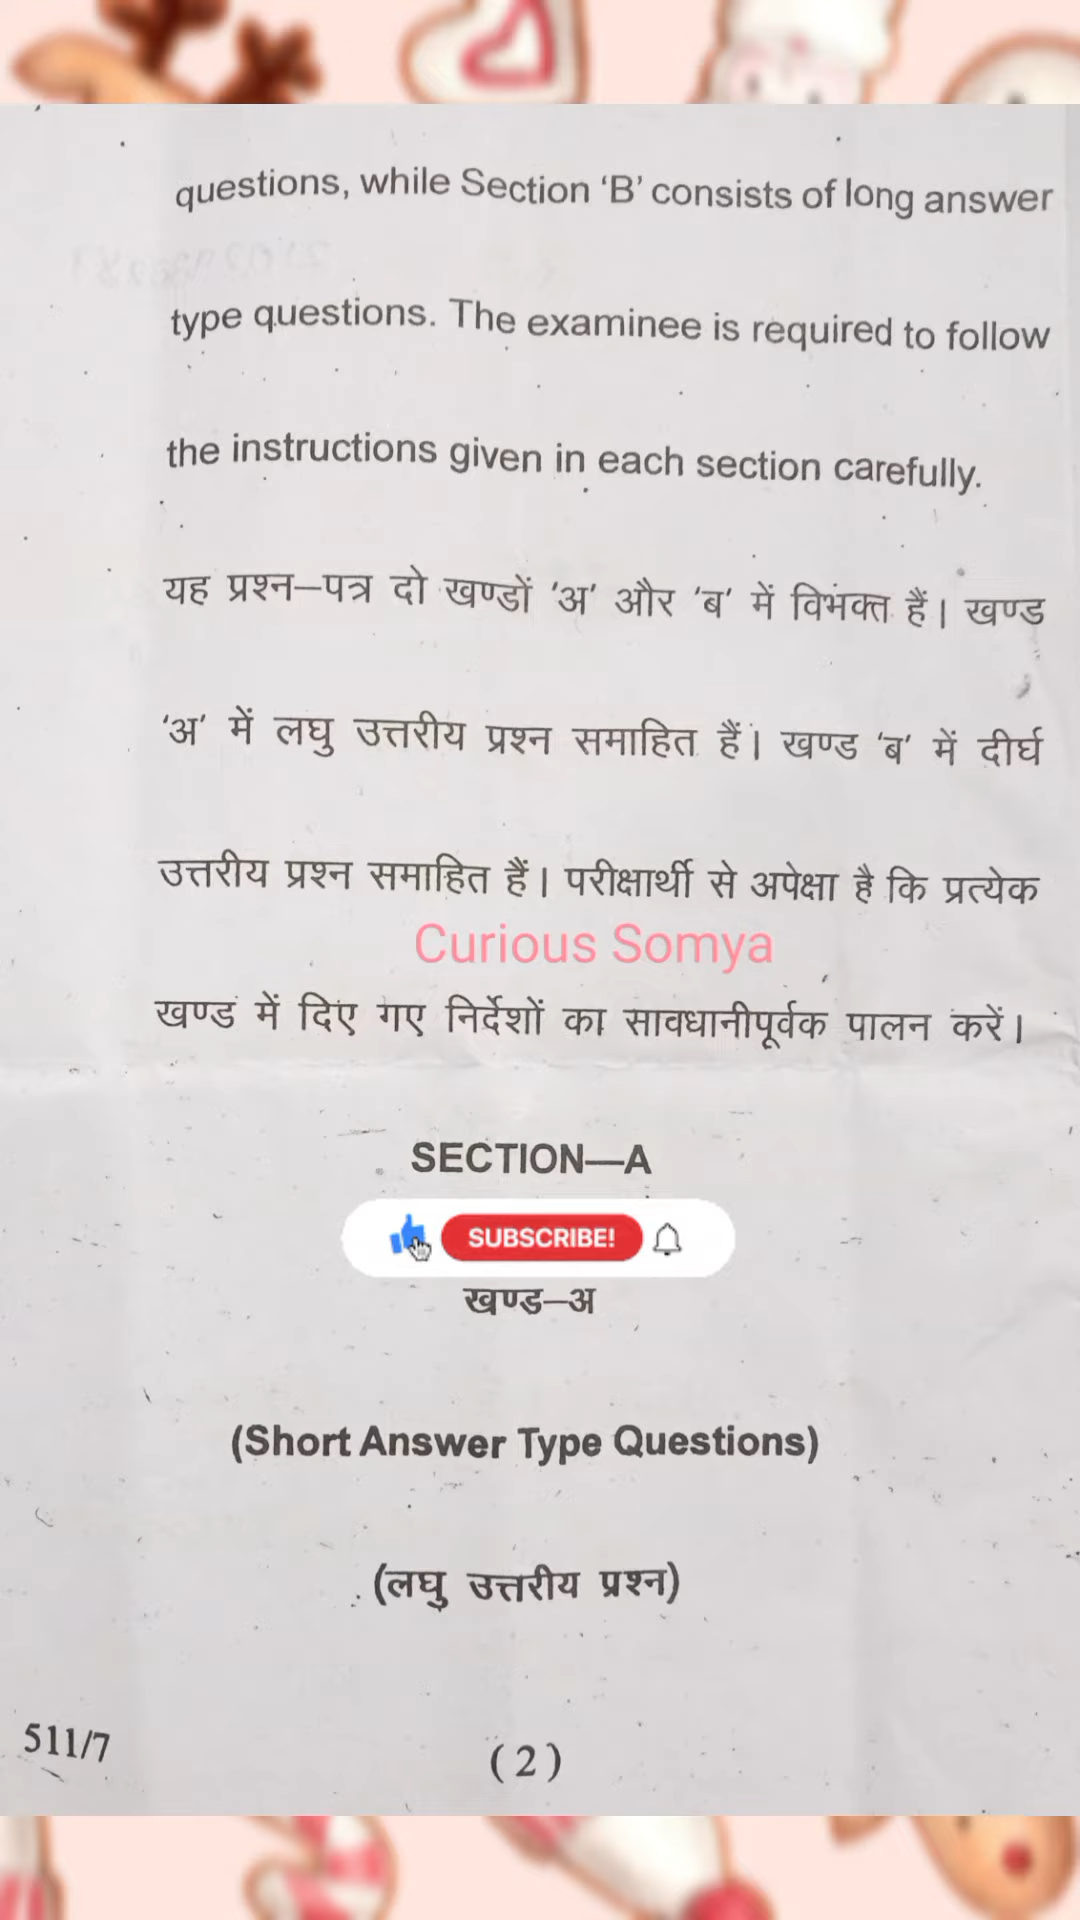 questions, while Section ‘B’ consists of long answer
type questions. The examinee is required to follow
the instructions given in each section carefully.
यह प्रश्न–पत्र दो खण्डों ‘अ’ और ‘ब’ में विभक्त हैं। खण्ड
‘अ’ में लघु उत्तरीय प्रश्न समाहित हैं। खण्ड ‘ब’ में दीर्घ
उत्तरीय प्रश्न समाहित हैं। परीक्षार्थी से अपेक्षा है कि प्रत्येक
Curious Somya
खण्ड में दिए गए निर्देशों का सावधानीपूर्वक पालन करें।
SECTION—A
SUBSCRIBE!
खण्ड–अ
(Short Answer Type Questions)
(लघु उत्तरीय प्रश्न)
511/7
(2)